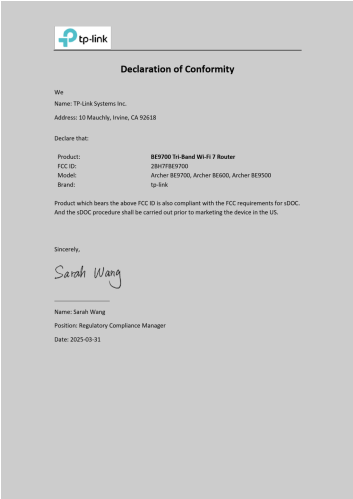 tp-link
Declaration of Conformity
We
Name: TP-Link Systems Inc.
Address: 10 Mauchly, Irvine, CA 92618
Declare that:
Product: BE9700 Tri-Band Wi-Fi 7 Router
FCC ID: 2BH7FBE9700
Model: Archer BE9700, Archer BE600, Archer BE9500
Brand: tp-link
Product which bears the above FCC ID is also compliant with the FCC requirements for sDOC.
And the sDOC procedure shall be carried out prior to marketing the device in the US.
Sincerely,
Sarah Wang
Name: Sarah Wang
Position: Regulatory Compliance Manager
Date: 2025-03-31